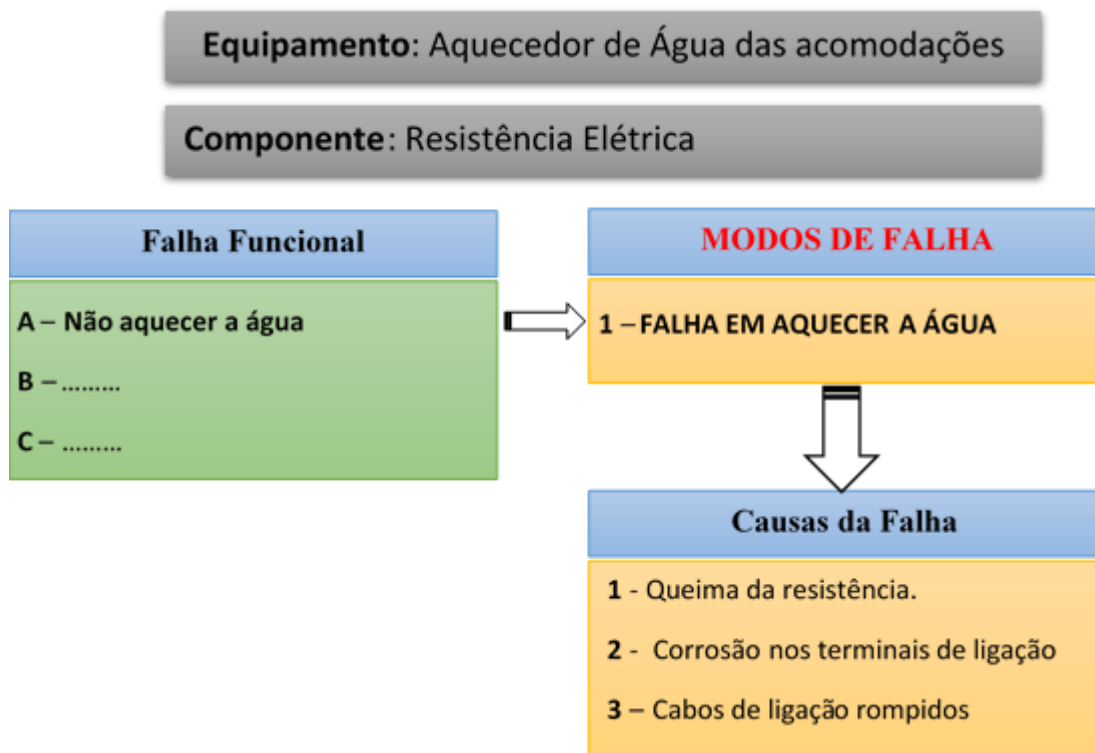 Equipamento: Aquecedor de Água das acomodações
Componente: Resistência Elétrica
Falha Funcional
A – Não aquecer a água
B – .........
C – .........
MODOS DE FALHA
1 – FALHA EM AQUECER A ÁGUA
Causas da Falha
1 - Queima da resistência.
2 - Corrosão nos terminais de ligação
3 – Cabos de ligação rompidos